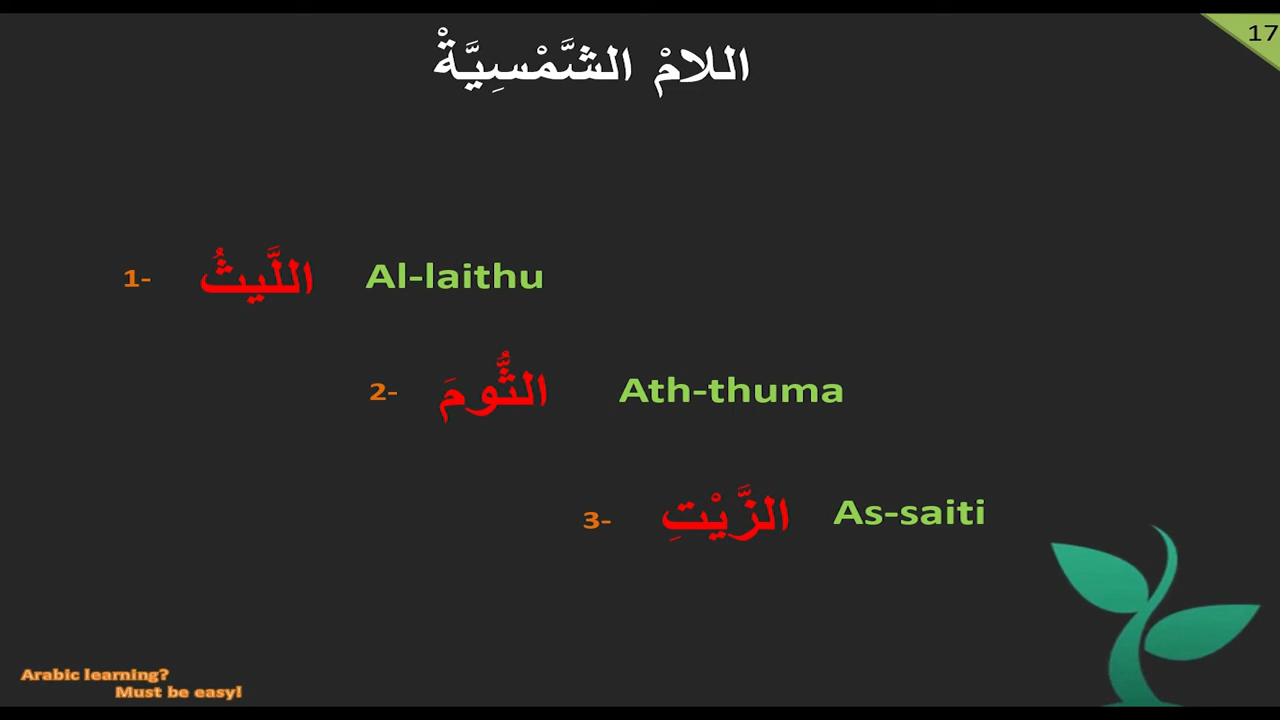 17
اللامْ الشَّمْسِيَّةْ
1- اللَّيثُ Al-laithu
2- الثُّومَ Ath-thuma
3- الزَّيْتِ As-saiti
Arabic learning?
Must be easy!